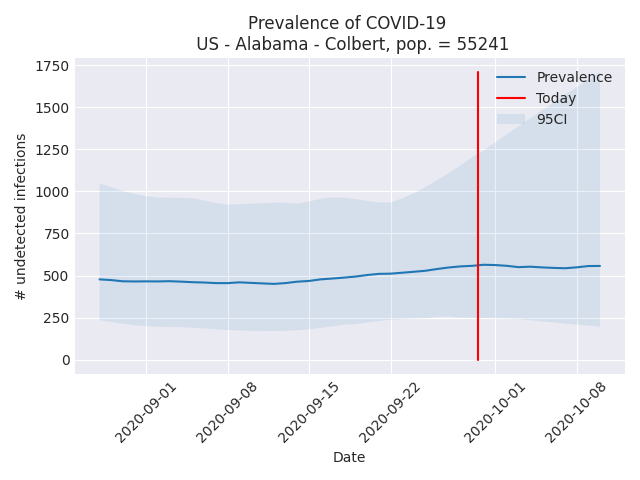 Prevalence of COVID-19
US - Alabama - Colbert, pop. = 55241
Prevalence
Today
95CI
1750
1500
1250
1000
750
500
250
0
# undetected infections
2020-09-01
2020-09-08
2020-09-15
2020-09-22
2020-10-01
2020-10-08
Date